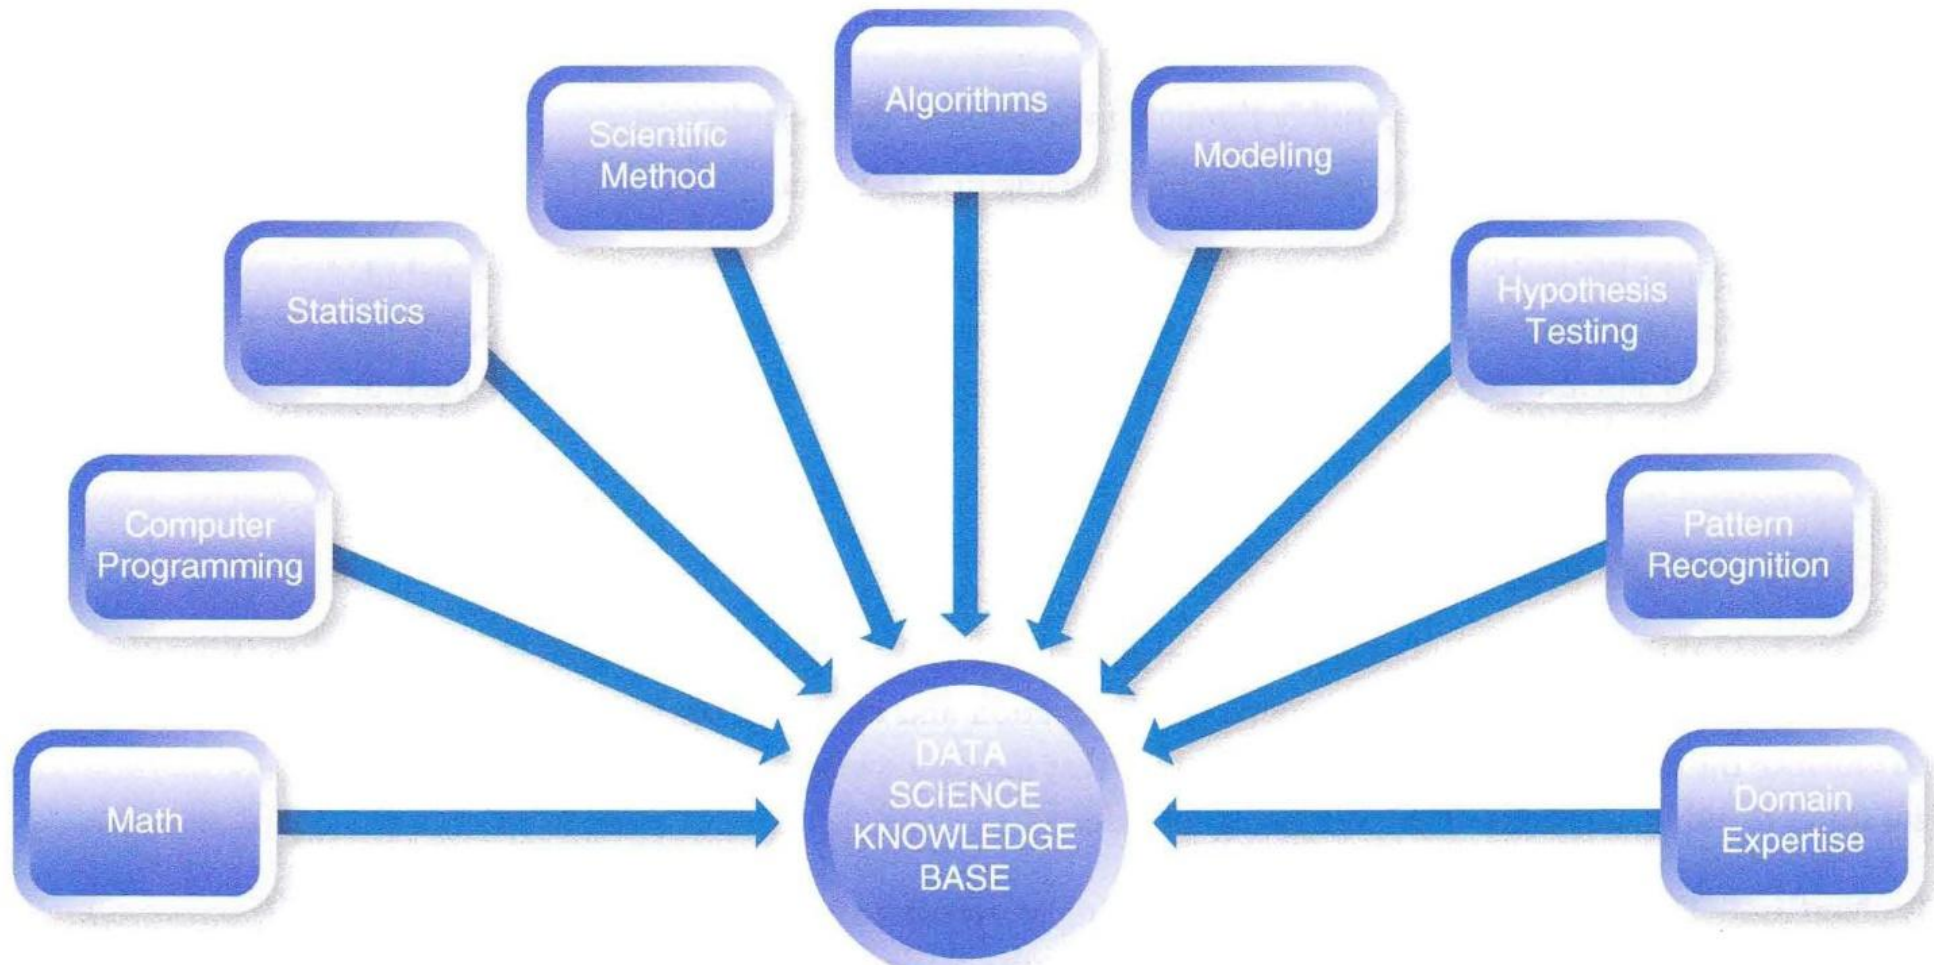 Algorithms
Scientific
Method
Modeling
Statistics
Hypothesis
Testing
Computer
Programming
Pattern
Recognition
Math
DATA
SCIENCE
KNOWLEDGE
BASE
Domain
Expertise